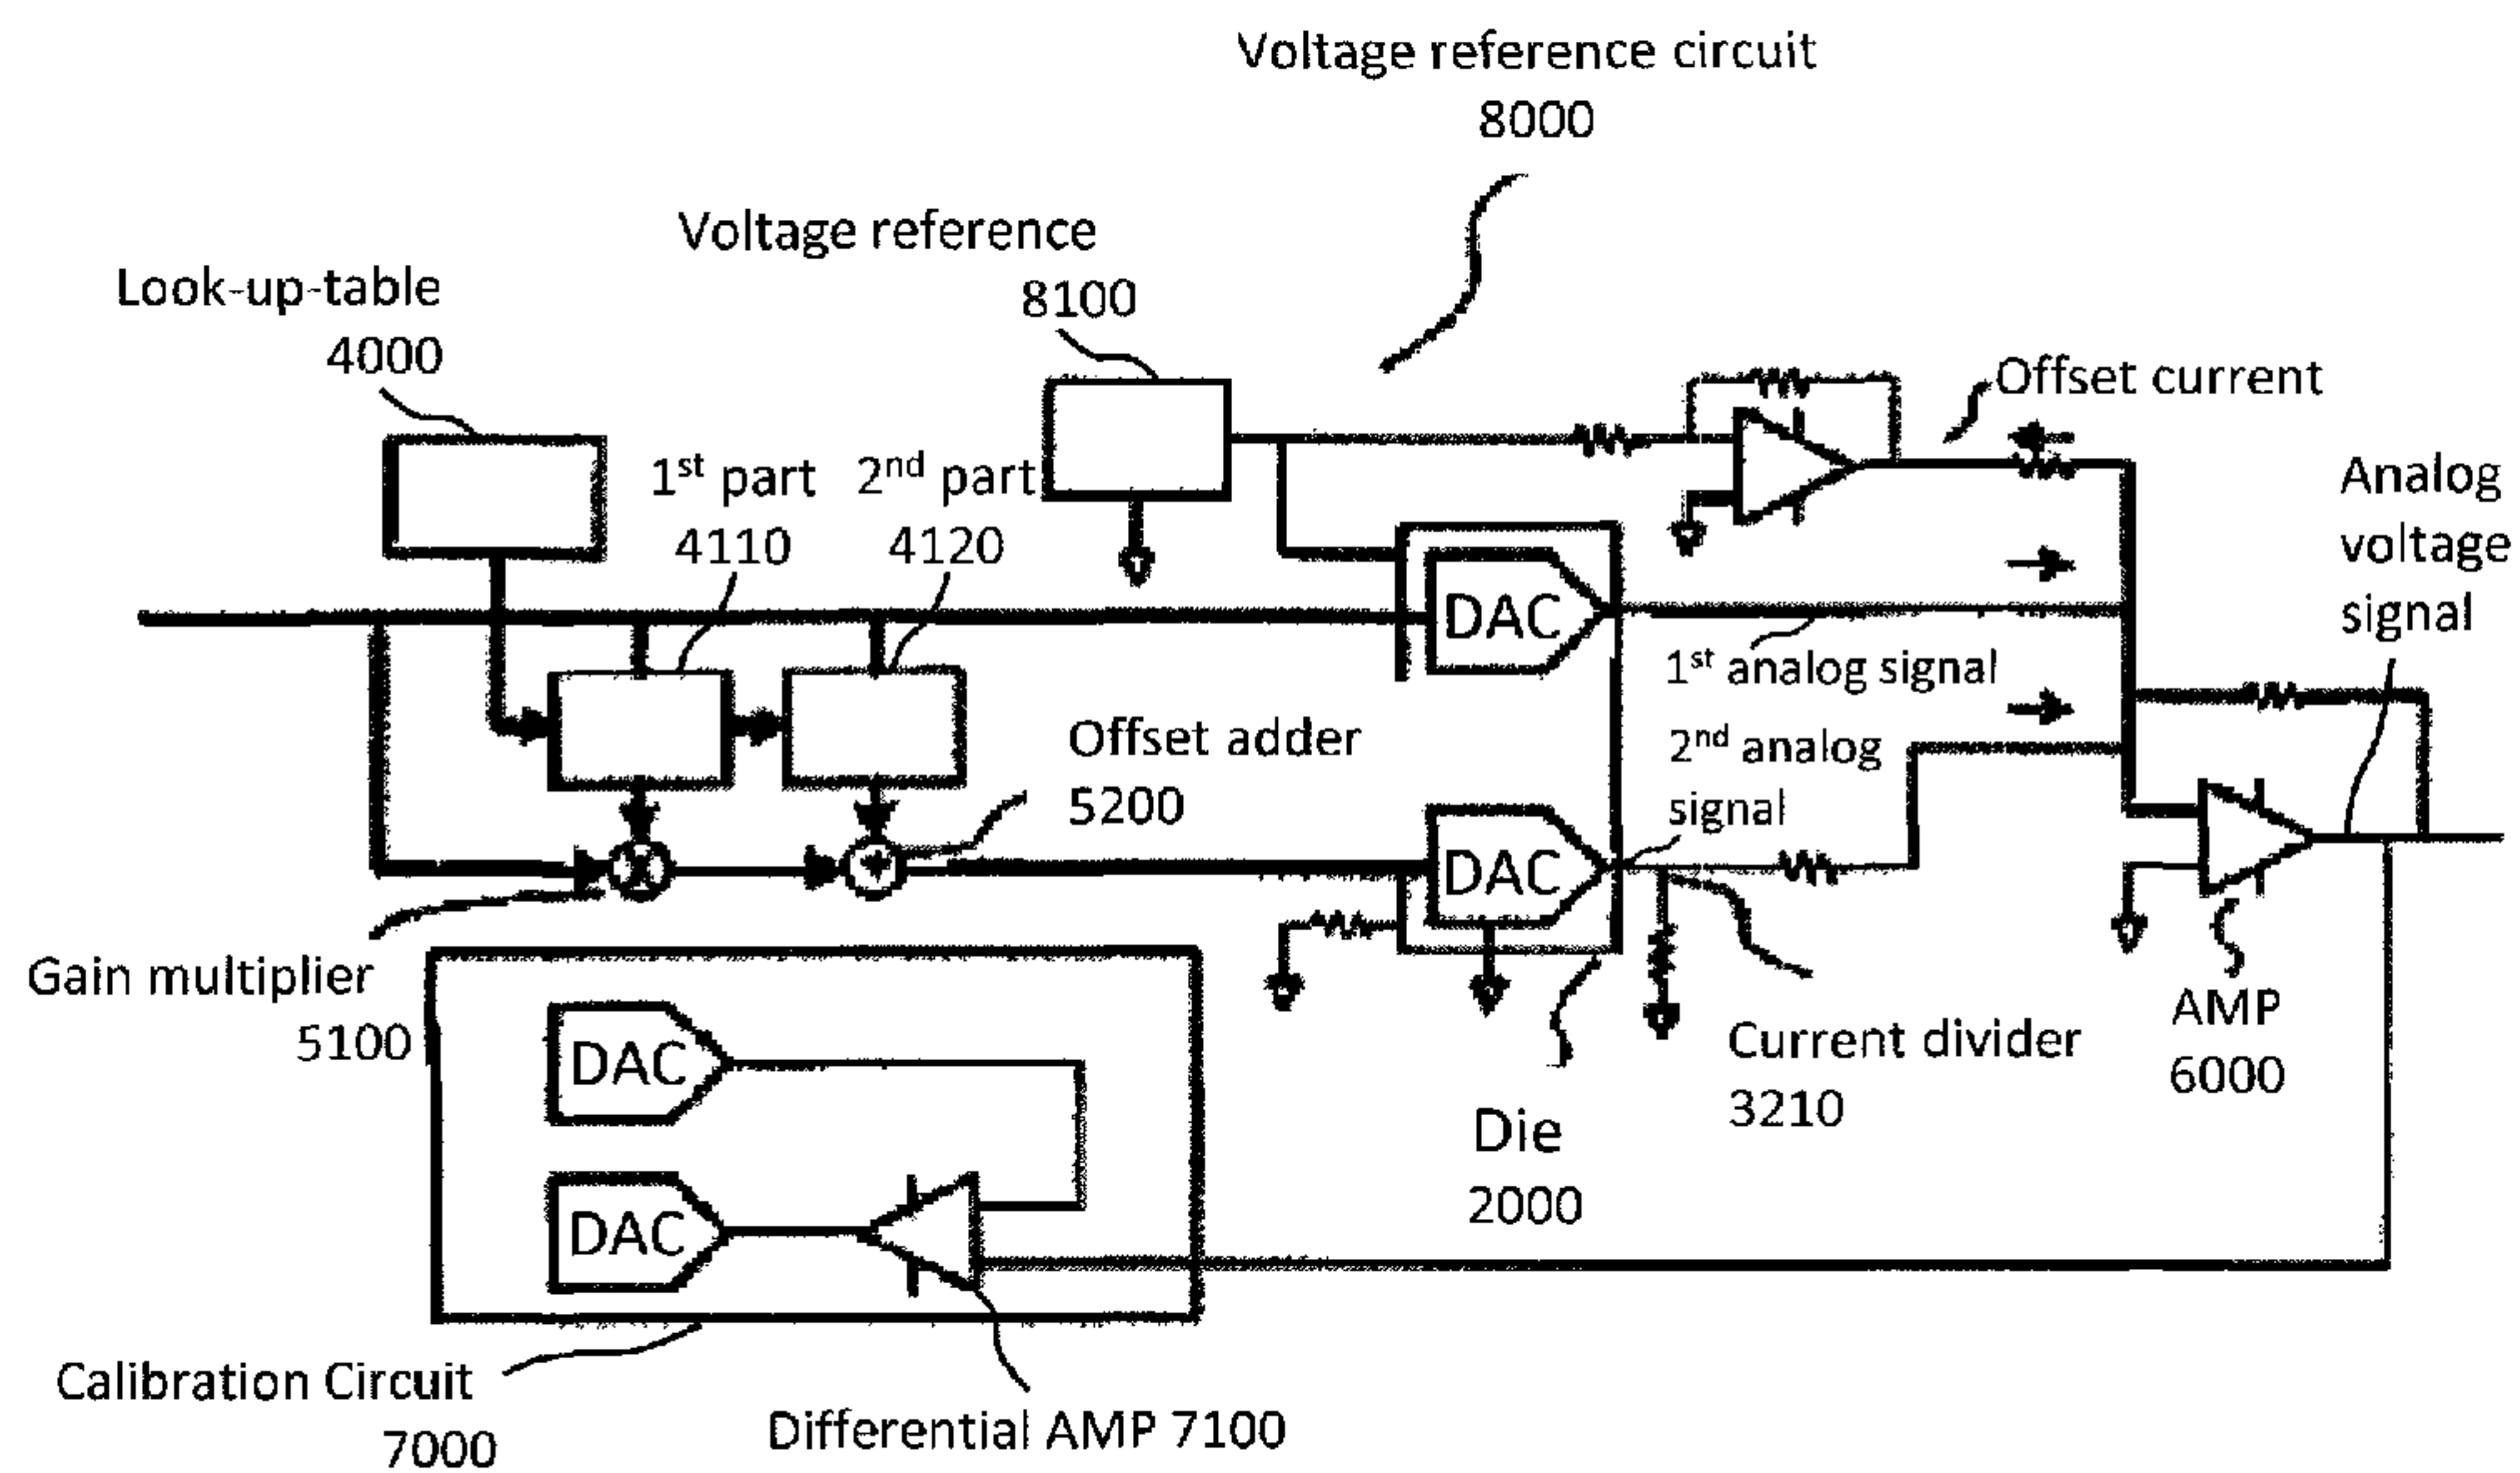 Voltage reference circuit
8000
Voltage reference
8100
Look-up-table
4000
Offset current
1st part
4110
2nd part
4120
Analog
voltage
signal
DAC
1st analog signal
2nd analog
signal
Offset adder
5200
DAC
Gain multiplier
5100
Current divider
3210
AMP
6000
DAC
Die
2000
DAC
Calibration Circuit
7000
Differential AMP 7100